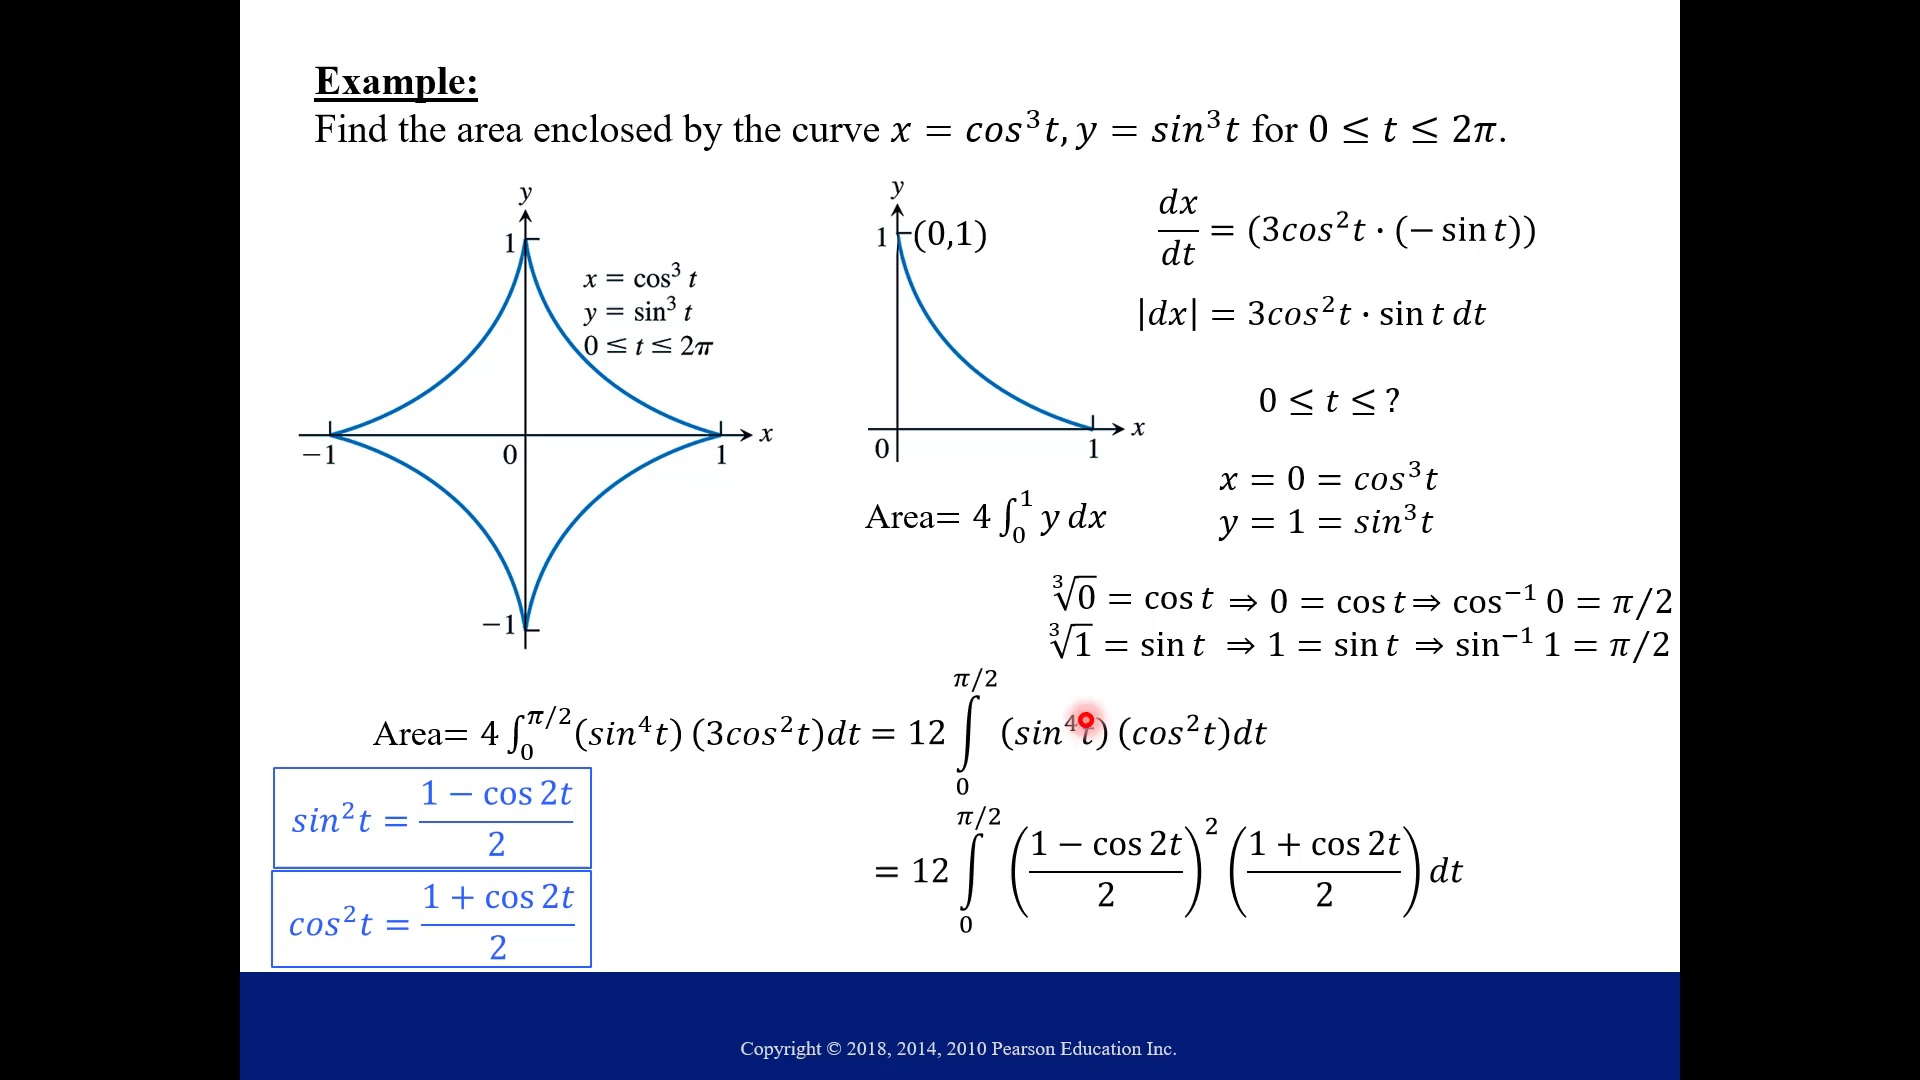 Example:
Find the area enclosed by the curve x = cos³t, y = sin³t for 0 ≤ t ≤ 2π.
y
1
x = cos³ t
y = sin³ t
0 ≤ t ≤ 2π
x
−1
0
1
−1
y
1
(0,1)
x
0
1
dx/dt = (3cos²t · (− sin t))
|dx| = 3cos²t · sin t dt
0 ≤ t ≤ ?
x = 0 = cos³t
y = 1 = sin³t
Area= 4 ∫₀¹ y dx
∛0 = cos t ⇒ 0 = cos t ⇒ cos⁻¹ 0 = π/2
∛1 = sin t ⇒ 1 = sin t ⇒ sin⁻¹ 1 = π/2
Area= 4 ∫₀^(π/2) (sin⁴t) (3cos²t)dt = 12 ∫₀^(π/2) (sin⁴t) (cos²t)dt
sin²t = (1 − cos 2t)/2
= 12 ∫₀^(π/2) ((1 − cos 2t)/2)² ((1 + cos 2t)/2) dt
cos²t = (1 + cos 2t)/2
Copyright © 2018, 2014, 2010 Pearson Education Inc.